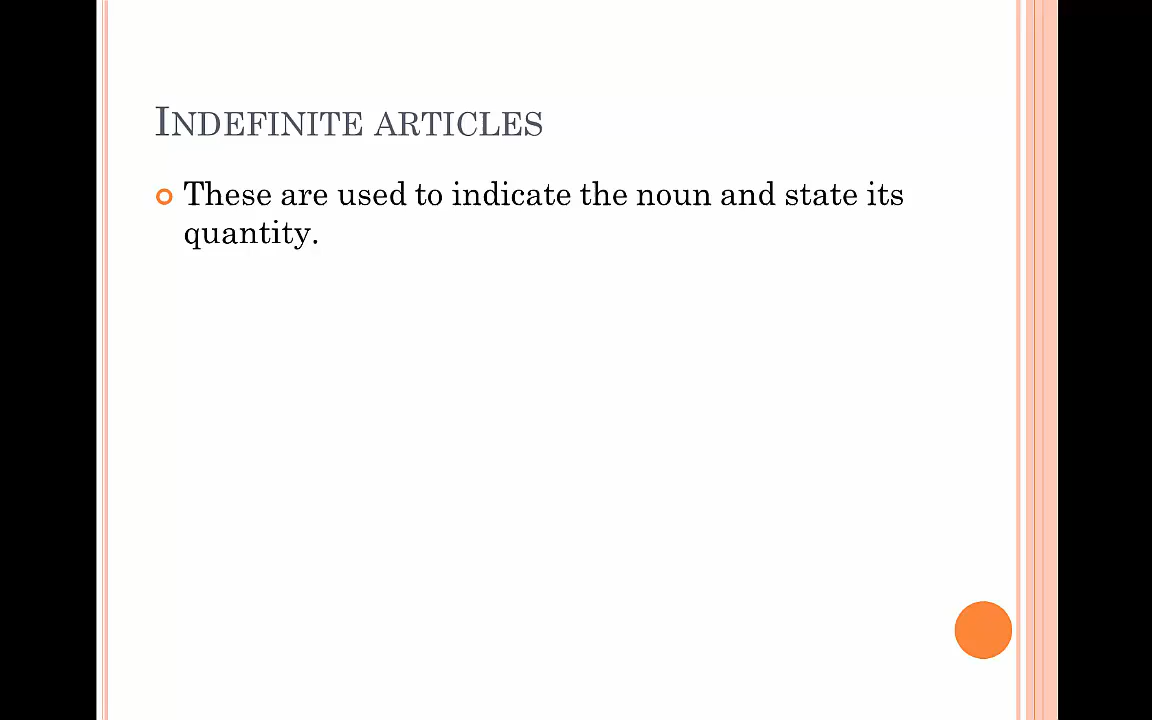 INDEFINITE ARTICLES
These are used to indicate the noun and state its
quantity.